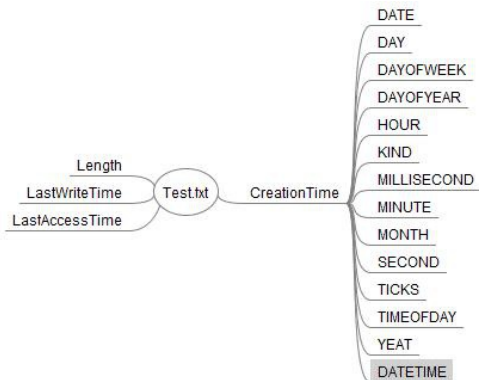 Length
LastWriteTime
LastAccessTime
Test.txt
CreationTime
DATE
DAY
DAYOFWEEK
DAYOFYEAR
HOUR
KIND
MILLISECOND
MINUTE
MONTH
SECOND
TICKS
TIMEOFDAY
YEAT
DATETIME